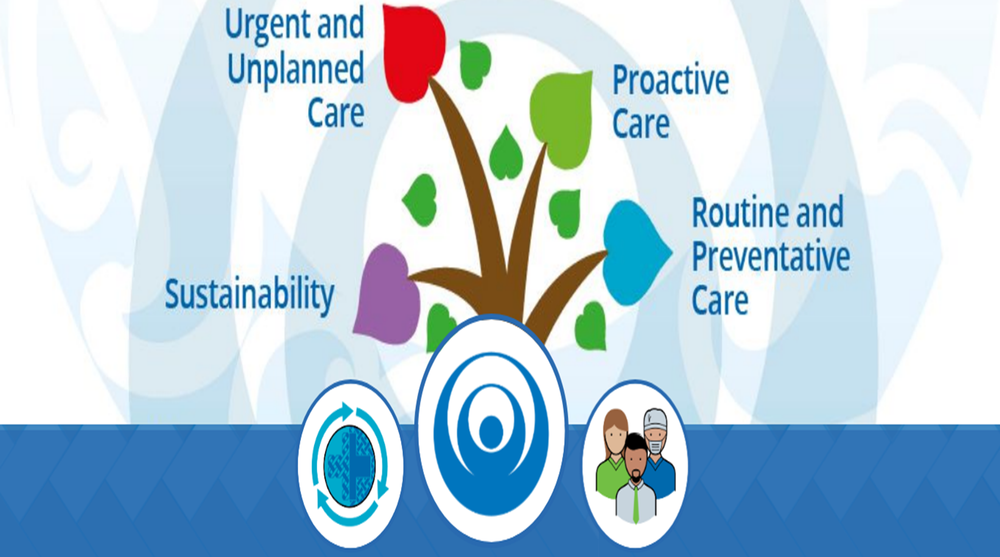 Urgent and
Unplanned
Care
Proactive
Care
Routine and
Preventative
Care
Sustainability